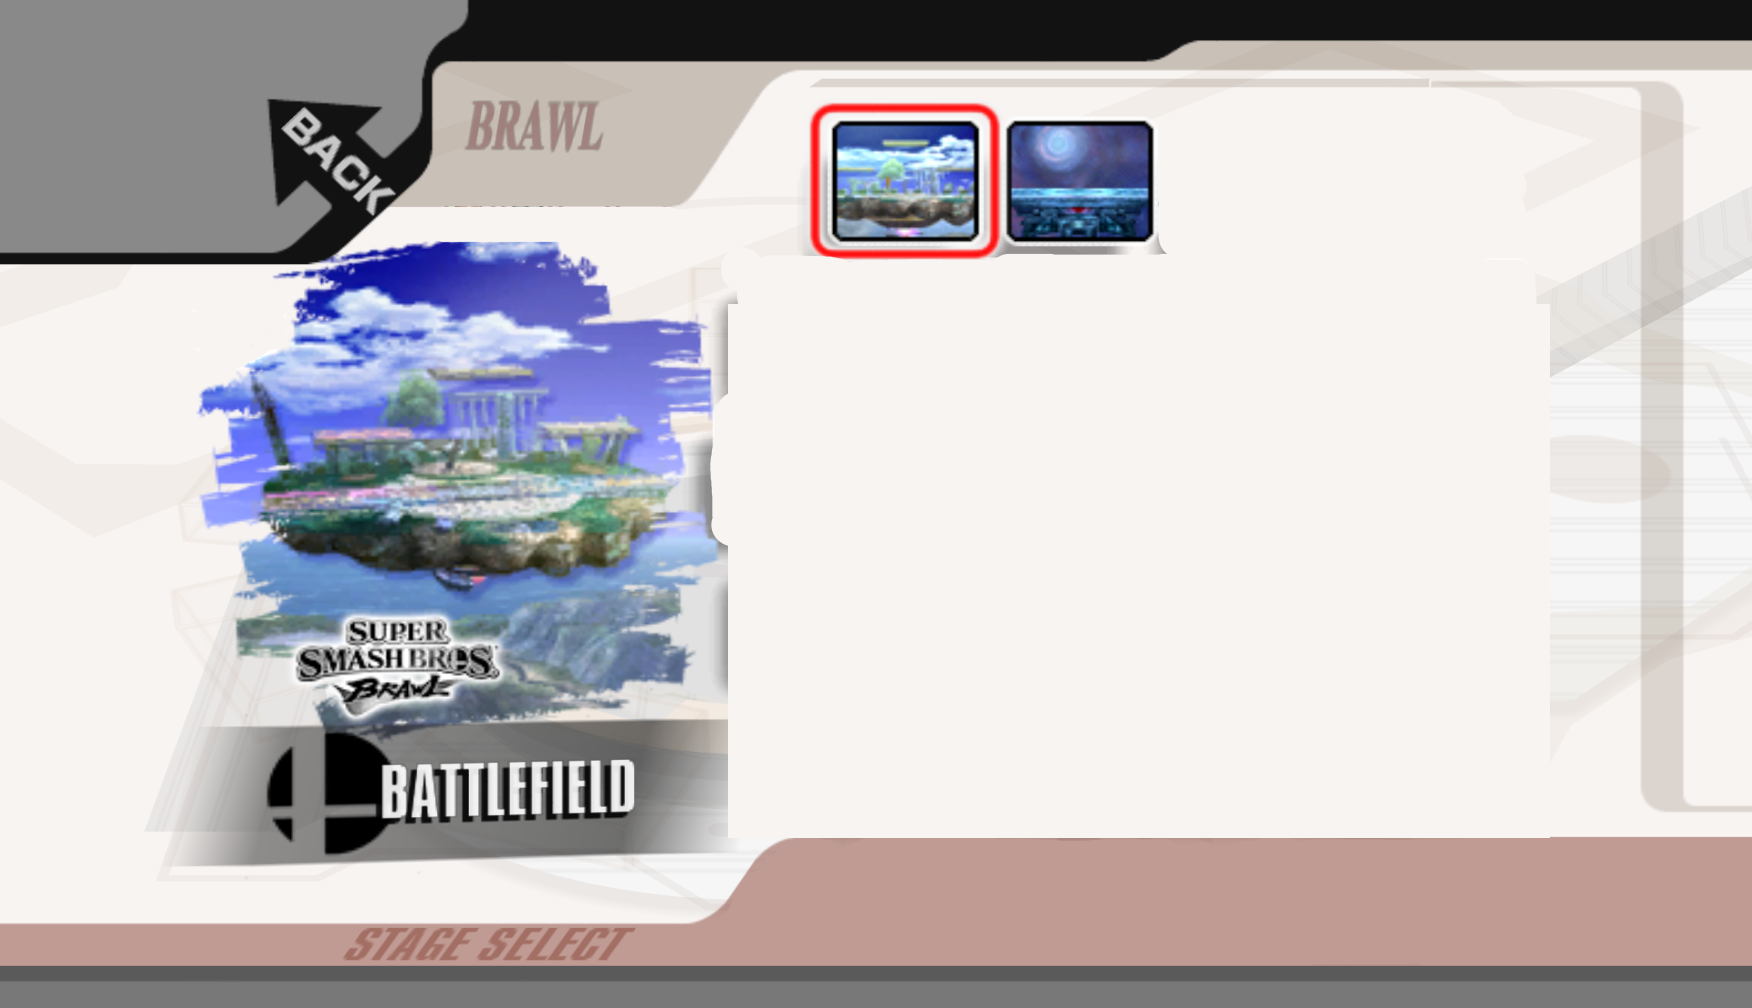 BACK
BRAWL
SUPER
SMASH BROS.
BRAWL
BATTLEFIELD
STAGE SELECT